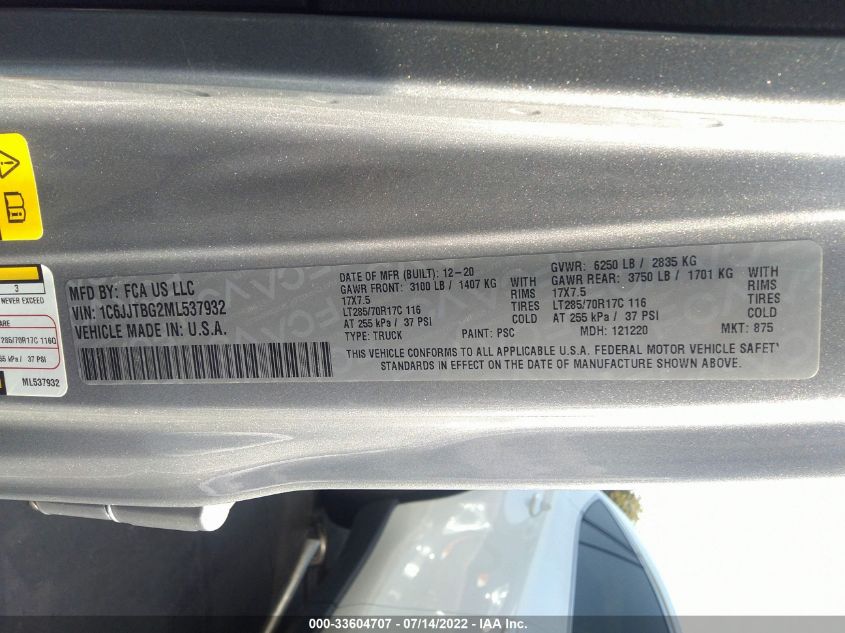 3
NEVER EXCEED
285/70R17C 116Q
37 PSI
ML537932
MFD BY: FCA US LLC
VIN: 1C6JJTBG2ML537932
VEHICLE MADE IN U.S.A.
DATE OF MFR (BUILT): 12-20
GAWR FRONT: 3100 LB / 1407 KG WITH
17X7.5 RIMS
LT285/70R17C 116 TIRES
AT 255 kPa / 37 PSI COLD
TYPE: TRUCK PAINT: PSC
GVWR: 6250 LB / 2835 KG
GAWR REAR: 3750 LB / 1701 KG WITH
17X7.5 RIMS
LT285/70R17C 116 TIRES
AT 255 kPa / 37 PSI COLD
MDH: 121220 MKT: 875
THIS VEHICLE CONFORMS TO ALL APPLICABLE U.S.A. FEDERAL MOTOR VEHICLE SAFETY
STANDARDS IN EFFECT ON THE DATE OF MANUFACTURE SHOWN ABOVE.
000-33604707 - 07/14/2022 - IAA Inc.